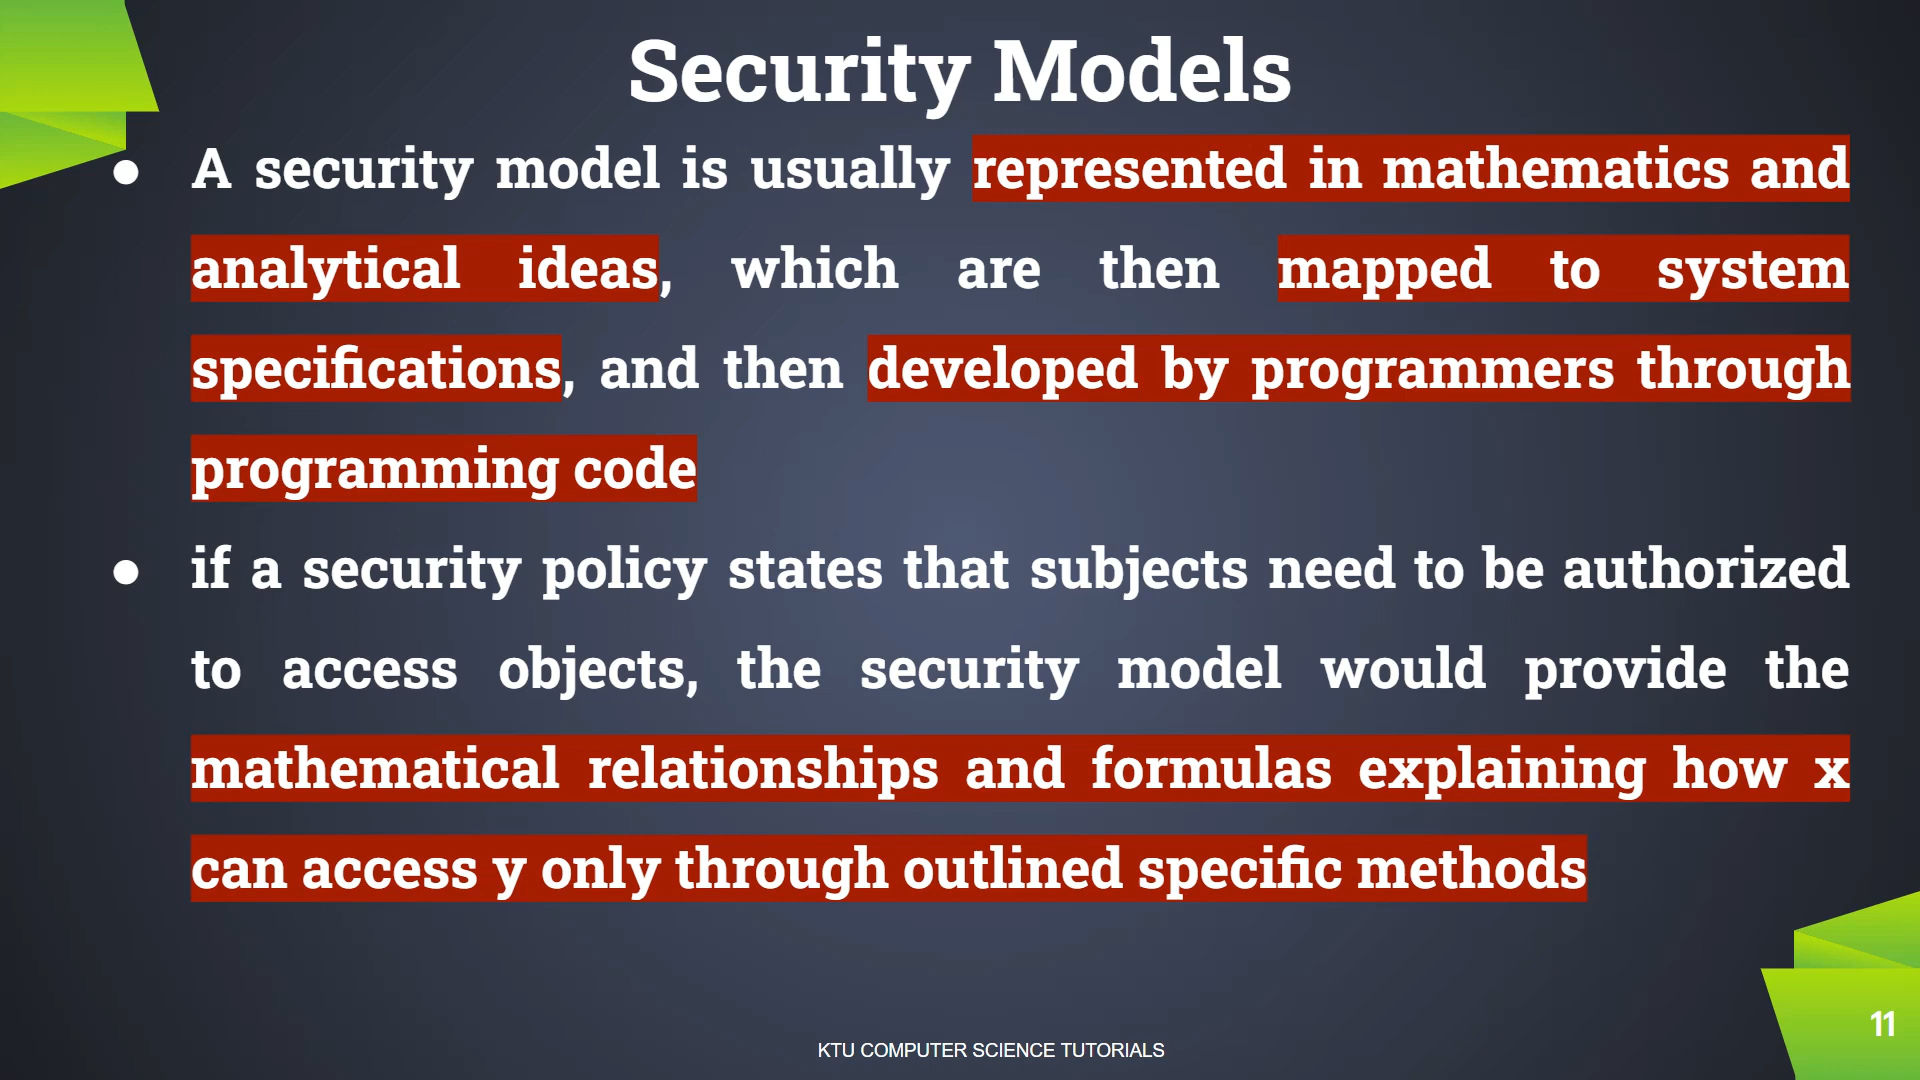 Security Models
● A security model is usually represented in mathematics and
analytical ideas, which are then mapped to system
specifications, and then developed by programmers through
programming code
● if a security policy states that subjects need to be authorized
to access objects, the security model would provide the
mathematical relationships and formulas explaining how x
can access y only through outlined specific methods
11
KTU COMPUTER SCIENCE TUTORIALS